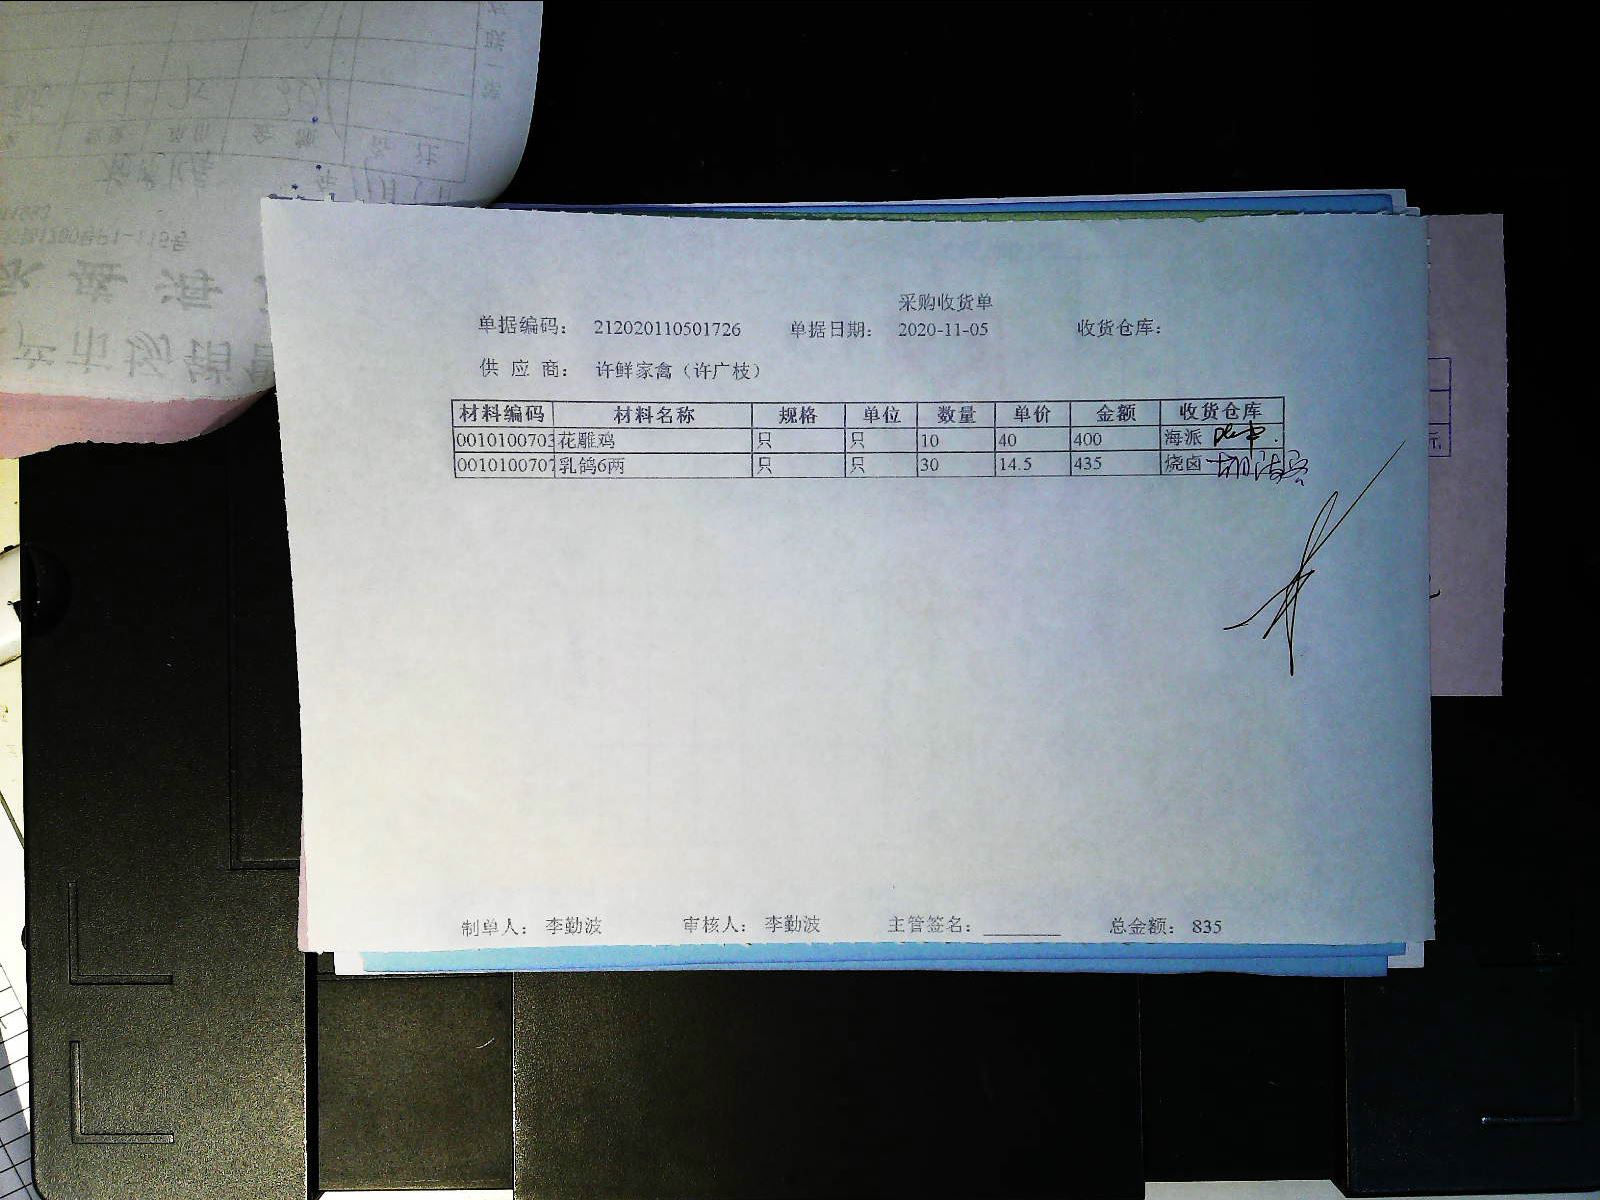 采购收货单
单据编码： 212020110501726 单据日期： 2020-11-05 收货仓库：
供 应 商： 许鲜家禽（许广枝）
材料编码 材料名称 规格 单位 数量 单价 金额 收货仓库
0010100703 花雕鸡 只 只 10 40 400 海派
0010100707 乳鸽6两 只 只 30 14.5 435 烧卤
制单人： 李勤波 审核人： 李勤波 主管签名： 总金额： 835